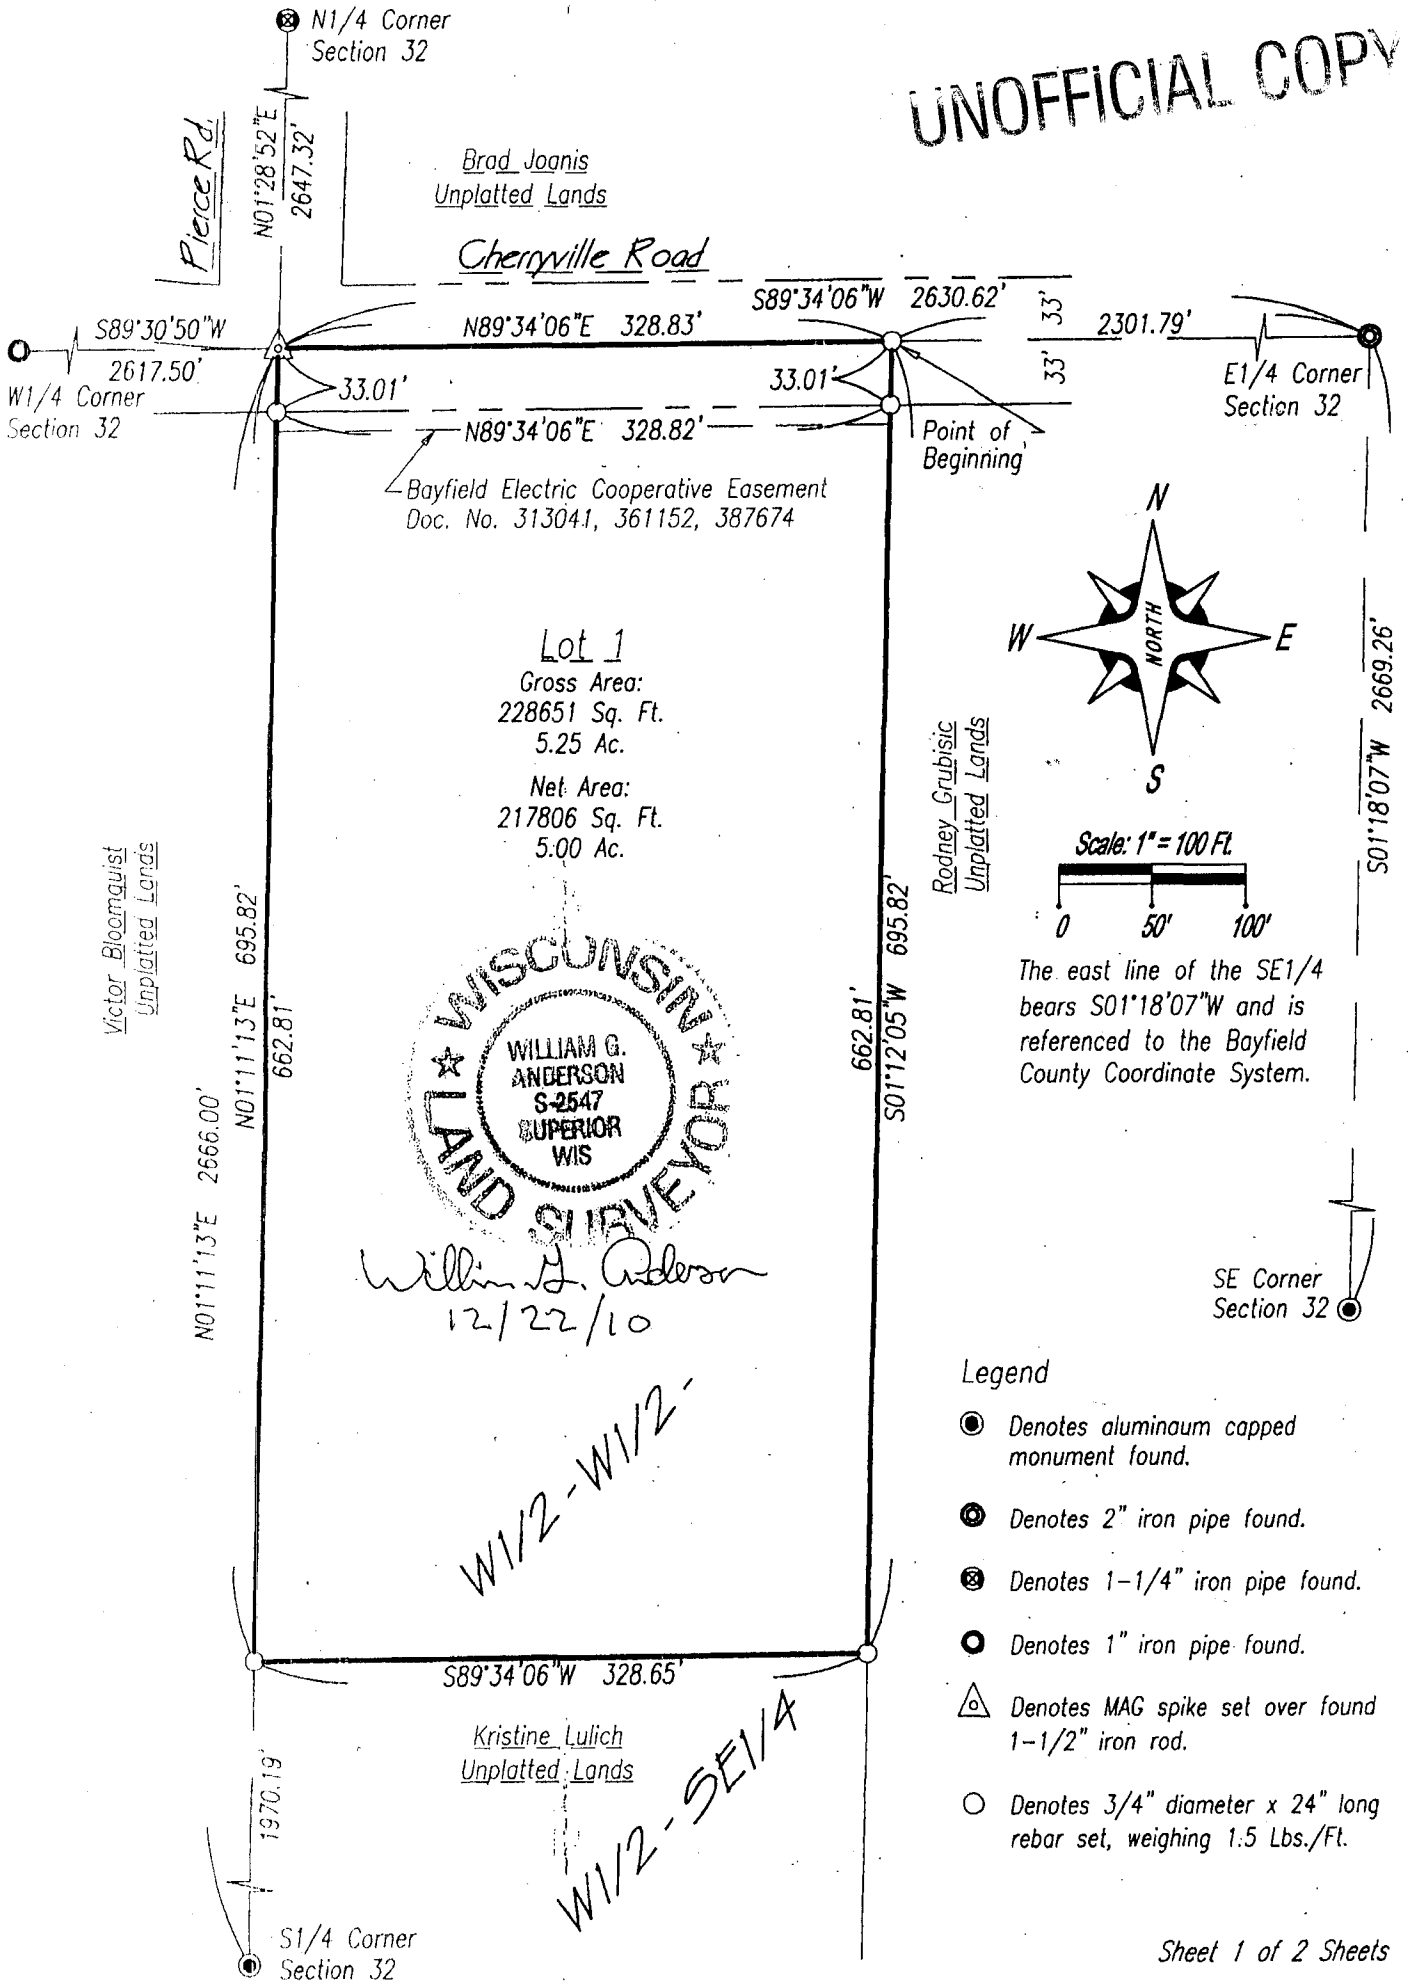 N1/4 Corner
Section 32
UNOFFICIAL COPY
Pierce Rd.
N01°28'52"E
2647.32'
Brad Joanis
Unplatted Lands
Cherryville Road
S89°34'06"W 2630.62'
33'
33'
S89°30'50"W
2617.50'
N89°34'06"E 328.83'
2301.79'
W1/4 Corner
Section 32
33.01'
33.01'
E1/4 Corner
Section 32
N89°34'06"E 328.82'
Point of
Beginning
Bayfield Electric Cooperative Easement
Doc. No. 313041, 361152, 387674
N
W
NORTH
E
S
Lot 1
Gross Area:
228651 Sq. Ft.
5.25 Ac.
Net Area:
217806 Sq. Ft.
5.00 Ac.
Rodney Grubisic
Unplatted Lands
S01°18'07"W 2669.26'
Scale: 1" = 100 Ft.
0 50' 100'
Victor Bloomquist
Unplatted Lands
N01°11'13"E 695.82'
662.81'
N01°11'13"E 2666.00'
662.81'
S01°12'05"W 695.82'
The east line of the SE1/4
bears S01°18'07"W and is
referenced to the Bayfield
County Coordinate System.
WISCONSIN
WILLIAM G.
ANDERSON
S-2547
SUPERIOR
WIS
LAND SURVEYOR
William G. Anderson
12/22/10
SE Corner
Section 32
W1/2-W1/2-
W1/2-SE1/4
S89°34'06"W 328.65'
Kristine Lulich
Unplatted Lands
1970.19'
S1/4 Corner
Section 32
Legend
Denotes aluminaum capped
monument found.
Denotes 2" iron pipe found.
Denotes 1-1/4" iron pipe found.
Denotes 1" iron pipe found.
Denotes MAG spike set over found
1-1/2" iron rod.
Denotes 3/4" diameter x 24" long
rebar set, weighing 1.5 Lbs./Ft.
Sheet 1 of 2 Sheets